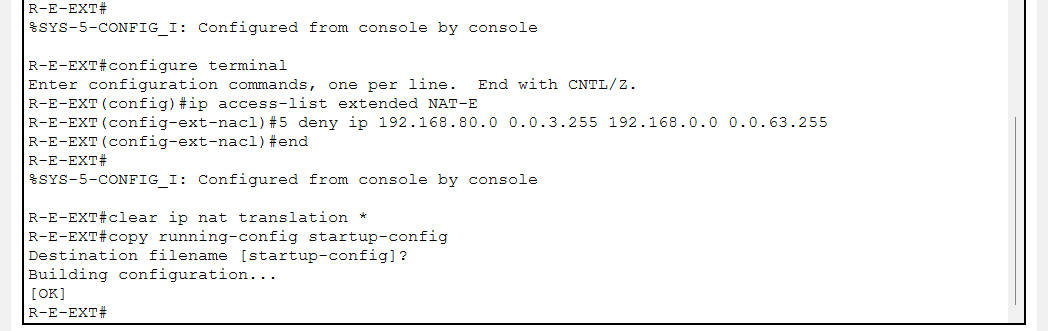 R-E-EXT#
%SYS-5-CONFIG_I: Configured from console by console
R-E-EXT#configure terminal
Enter configuration commands, one per line.  End with CNTL/Z.
R-E-EXT(config)#ip access-list extended NAT-E
R-E-EXT(config-ext-nacl)#5 deny ip 192.168.80.0 0.0.3.255 192.168.0.0 0.0.63.255
R-E-EXT(config-ext-nacl)#end
R-E-EXT#
%SYS-5-CONFIG_I: Configured from console by console
R-E-EXT#clear ip nat translation *
R-E-EXT#copy running-config startup-config
Destination filename [startup-config]?
Building configuration...
[OK]
R-E-EXT#